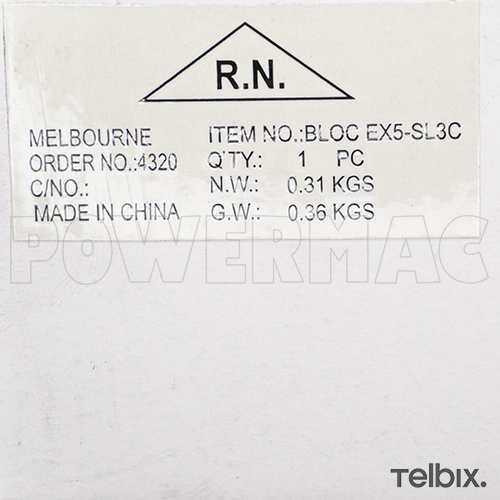 R.N.
MELBOURNE ITEM NO.:BLOC EX5-SL3C
ORDER NO.:4320 Q'TY.: 1 PC
C/NO.: N.W.: 0.31 KGS
MADE IN CHINA G.W.: 0.36 KGS
POWERMAC
Telbix.